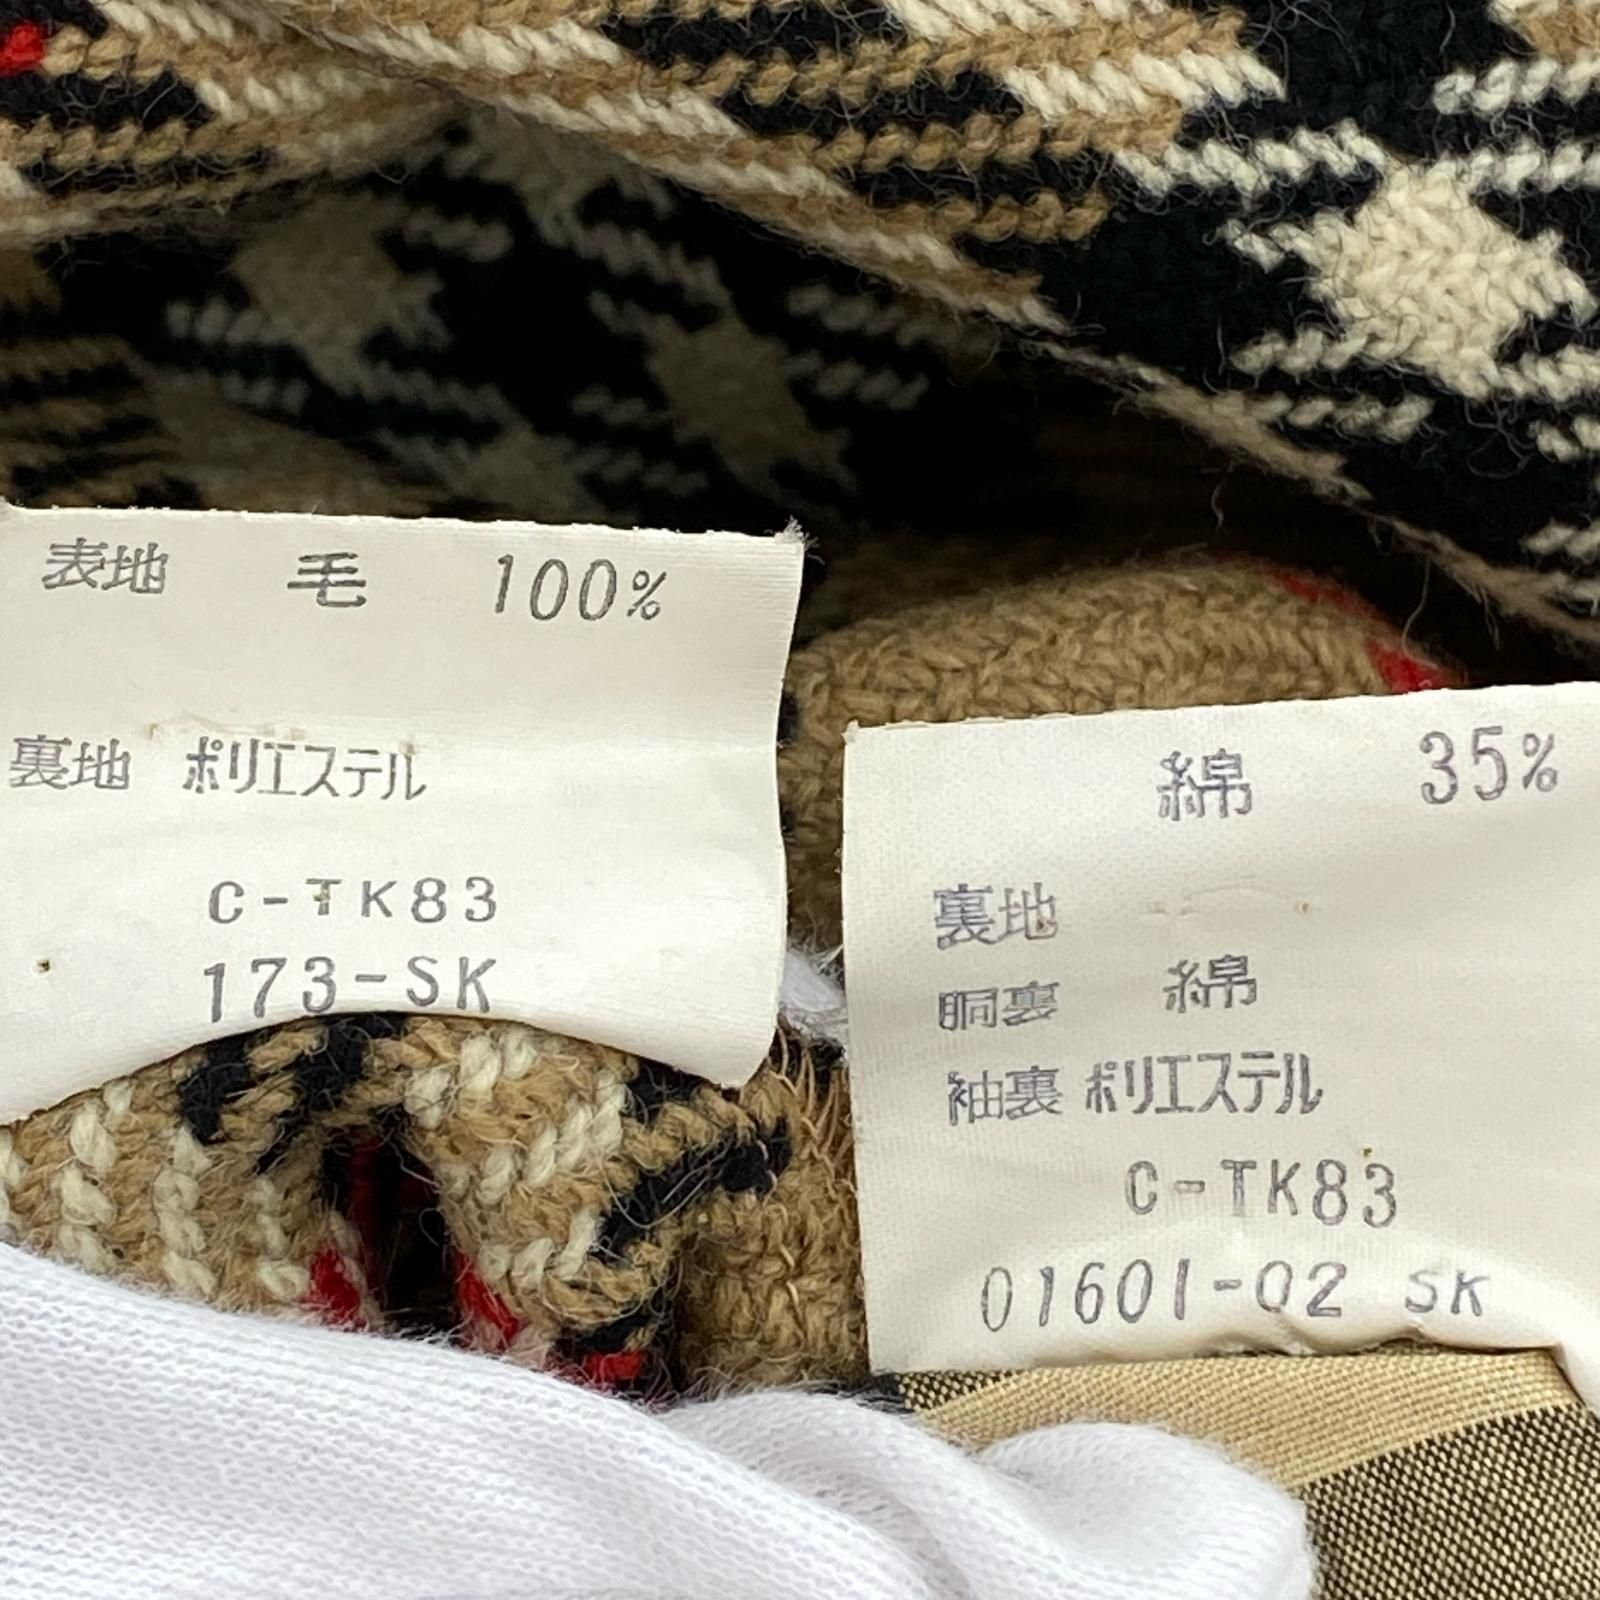 表地 毛 100%
裏地 ポリエステル
C-TK83
173-SK
綿 35%
裏地
胴裏 綿
袖裏 ポリエステル
C-TK83
01601-02 SK